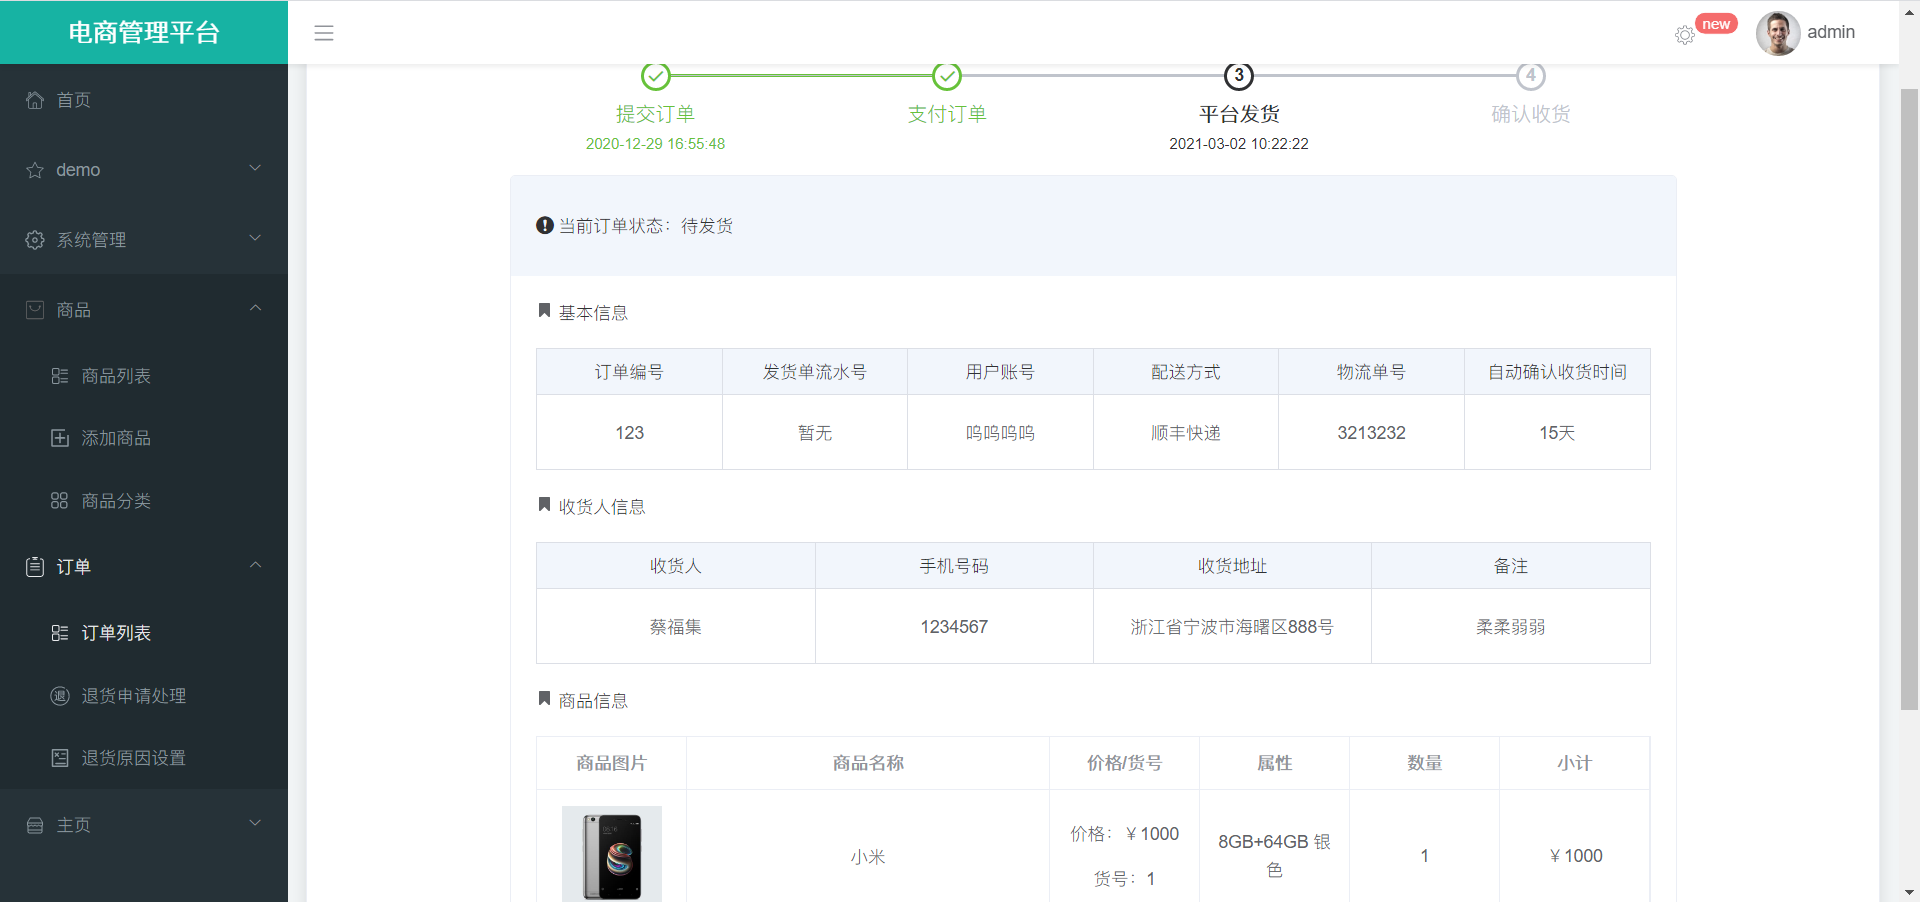 电商管理平台
new
admin
首页
demo
系统管理
商品
商品列表
添加商品
商品分类
订单
订单列表
退
退货申请处理
退货原因设置
主页
3
4
提交订单
支付订单
平台发货
确认收货
2020-12-29 16:55:48
2021-03-02 10:22:22
当前订单状态：待发货
基本信息
订单编号 发货单流水号 用户账号 配送方式 物流单号 自动确认收货时间
123 暂无 呜呜呜呜 顺丰快递 3213232 15天
收货人信息
收货人 手机号码 收货地址 备注
蔡福集 1234567 浙江省宁波市海曙区888号 柔柔弱弱
商品信息
商品图片 商品名称 价格/货号 属性 数量 小计
小米
价格：￥1000
货号：1
8GB+64GB 银
色
1
￥1000